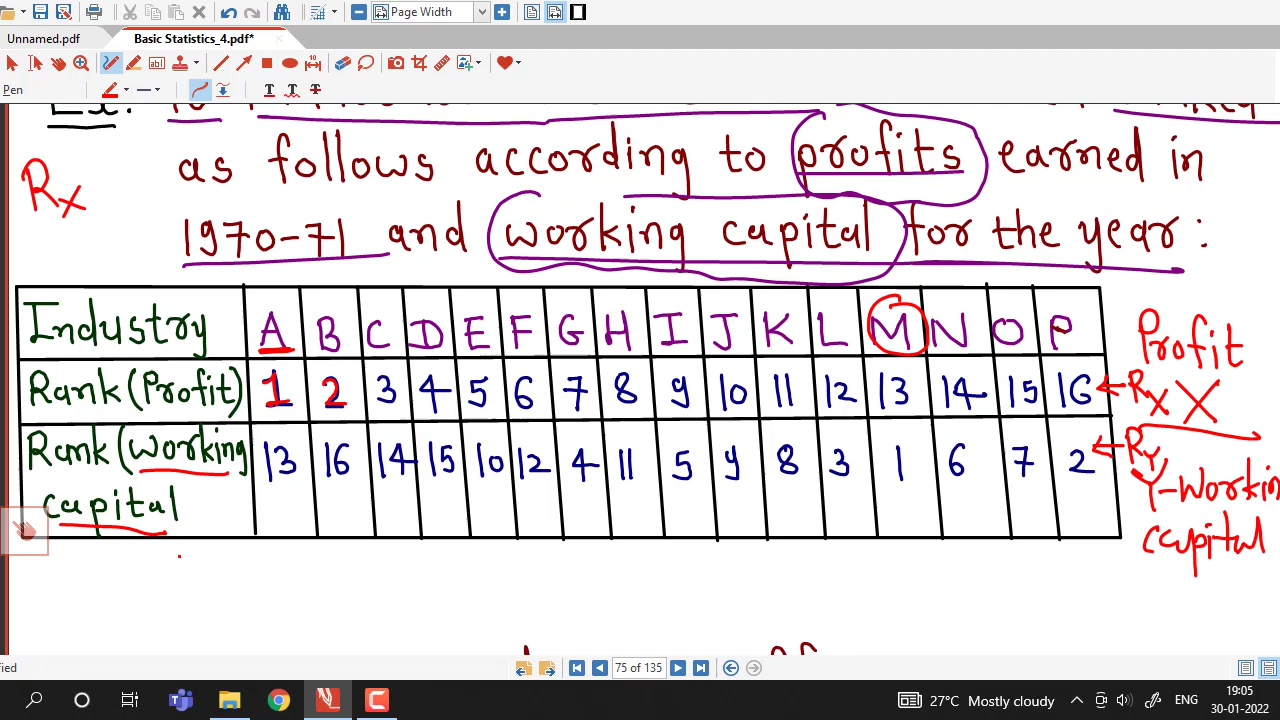 Page Width
Unnamed.pdf
Basic Statistics_4.pdf*
Pen
Ex: 16
as follows according to profits earned in
1970-71 and working capital for the year:
Rx
Industry A B C D E F G H I J K L M N O P
Rank (Profit) 1 2 3 4 5 6 7 8 9 10 11 12 13 14 15 16
Rank (Working capital 13 16 14 15 10 12 4 11 5 9 8 3 1 6 7 2
Profit
Rx X
Ry
Y-Workin
capital
75 of 135
27°C Mostly cloudy
ENG
19:05
30-01-2022